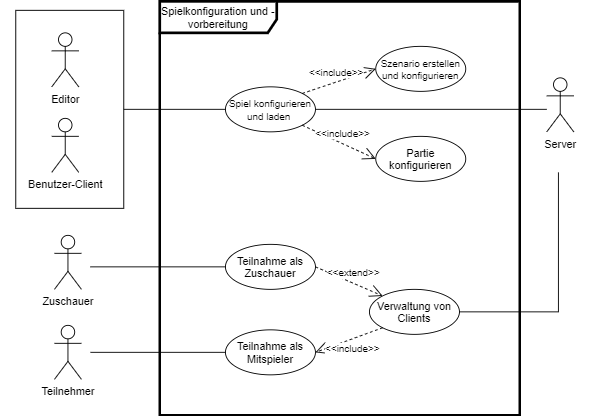 Spielkonfiguration und -
vorbereitung
Editor
Benutzer-Client
Spiel konfigurieren
und laden
<<include>>
Szenario erstellen
und konfigurieren
<<include>>
Partie
konfigurieren
Server
Zuschauer
Teilnahme als
Zuschauer
<<extend>>
Verwaltung von
Clients
Teilnehmer
Teilnahme als
Mitspieler
<<include>>